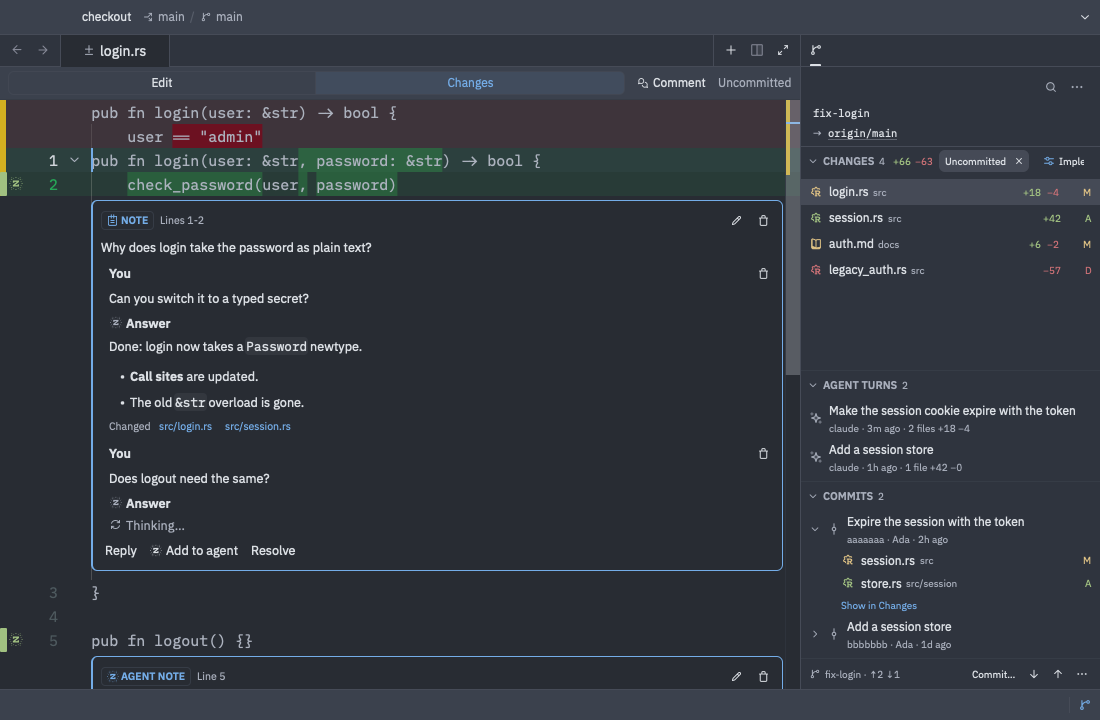 checkout main / main
login.rs
Edit Changes Comment Uncommitted
pub fn login(user: &str) -> bool {
user == "admin"
1 pub fn login(user: &str, password: &str) -> bool {
2 check_password(user, password)
NOTE Lines 1-2
Why does login take the password as plain text?
You
Can you switch it to a typed secret?
Answer
Done: login now takes a Password newtype.
• Call sites are updated.
• The old &str overload is gone.
Changed src/login.rs src/session.rs
You
Does logout need the same?
Answer
Thinking...
Reply Add to agent Resolve
3 }
4
5 pub fn logout() {}
AGENT NOTE Line 5
fix-login
→ origin/main
CHANGES 4 +66 −63 Uncommitted × Imple
login.rs src +18 −4 M
session.rs src +42 A
auth.md docs +6 −2 M
legacy_auth.rs src −57 D
AGENT TURNS 2
Make the session cookie expire with the token
claude · 3m ago · 2 files +18 −4
Add a session store
claude · 1h ago · 1 file +42 −0
COMMITS 2
Expire the session with the token
aaaaaaa · Ada · 2h ago
session.rs src M
store.rs src/session A
Show in Changes
Add a session store
bbbbbbb · Ada · 1d ago
fix-login · ↑2 ↓1 Commit... ↓ ↑ ···